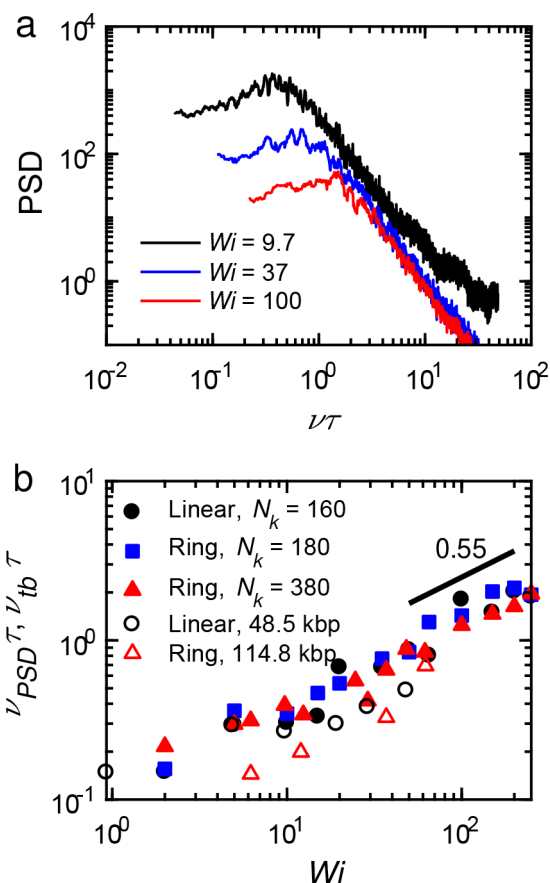 a
10^4
10^2
10^0
PSD
Wi = 9.7
Wi = 37
Wi = 100
10^-2 10^-1 10^0 10^1 10^2
ντ
b
10^1
10^0
10^-1
ν_PSD τ, ν_tb τ
Linear, N_k = 160
Ring, N_k = 180
Ring, N_k = 380
Linear, 48.5 kbp
Ring, 114.8 kbp
0.55
10^0 10^1 10^2
Wi